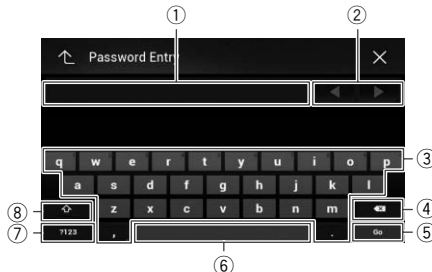 ① ②
Password Entry
q w e r t y u i o p ③
a s d f g h j k l
⑧ z x c v b n m ④
⑦ ?123 , . Go ⑤
⑥